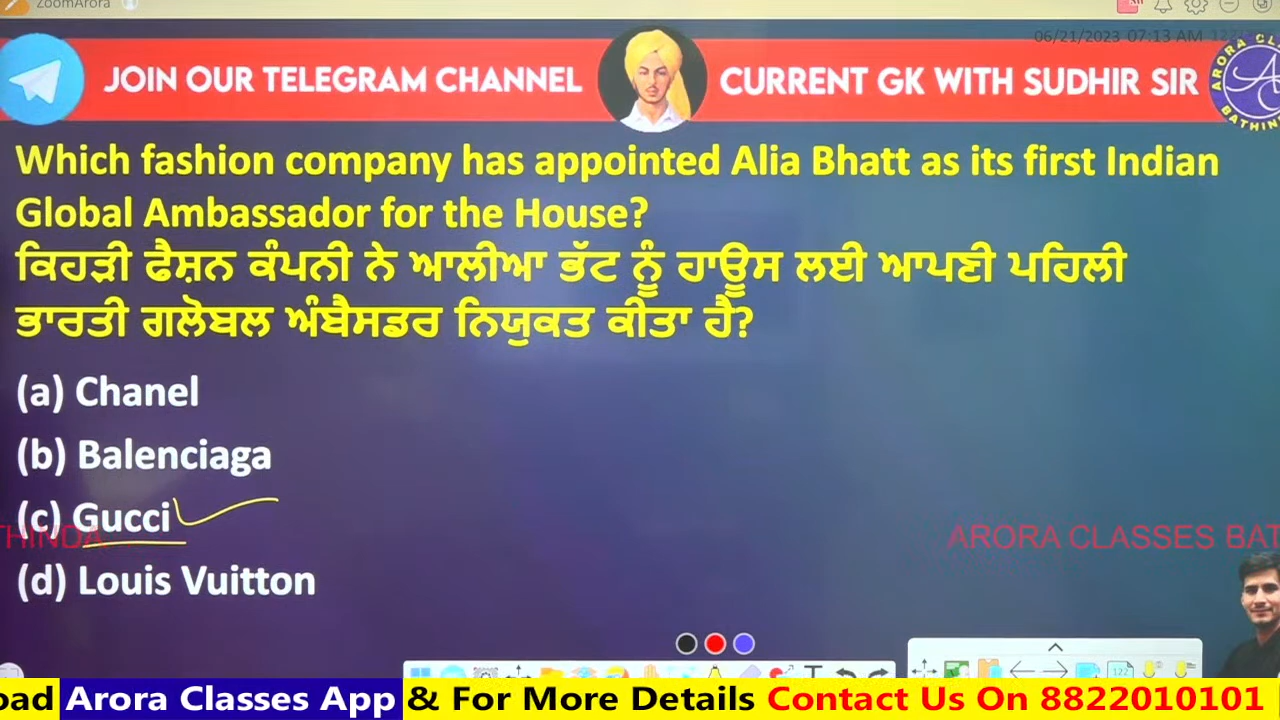 ZoomArora
06/21/2023 07:13 AM
JOIN OUR TELEGRAM CHANNEL
CURRENT GK WITH SUDHIR SIR
ARORA CL
BATHIN
Which fashion company has appointed Alia Bhatt as its first Indian
Global Ambassador for the House?
ਕਿਹੜੀ ਫੈਸ਼ਨ ਕੰਪਨੀ ਨੇ ਆਲੀਆ ਭੱਟ ਨੂੰ ਹਾਊਸ ਲਈ ਆਪਣੀ ਪਹਿਲੀ
ਭਾਰਤੀ ਗਲੋਬਲ ਅੰਬੈਸਡਰ ਨਿਯੁਕਤ ਕੀਤਾ ਹੈ?
(a) Chanel
(b) Balenciaga
(c) Gucci
THINDA
ARORA CLASSES BAT
(d) Louis Vuitton
oad Arora Classes App & For More Details Contact Us On 8822010101